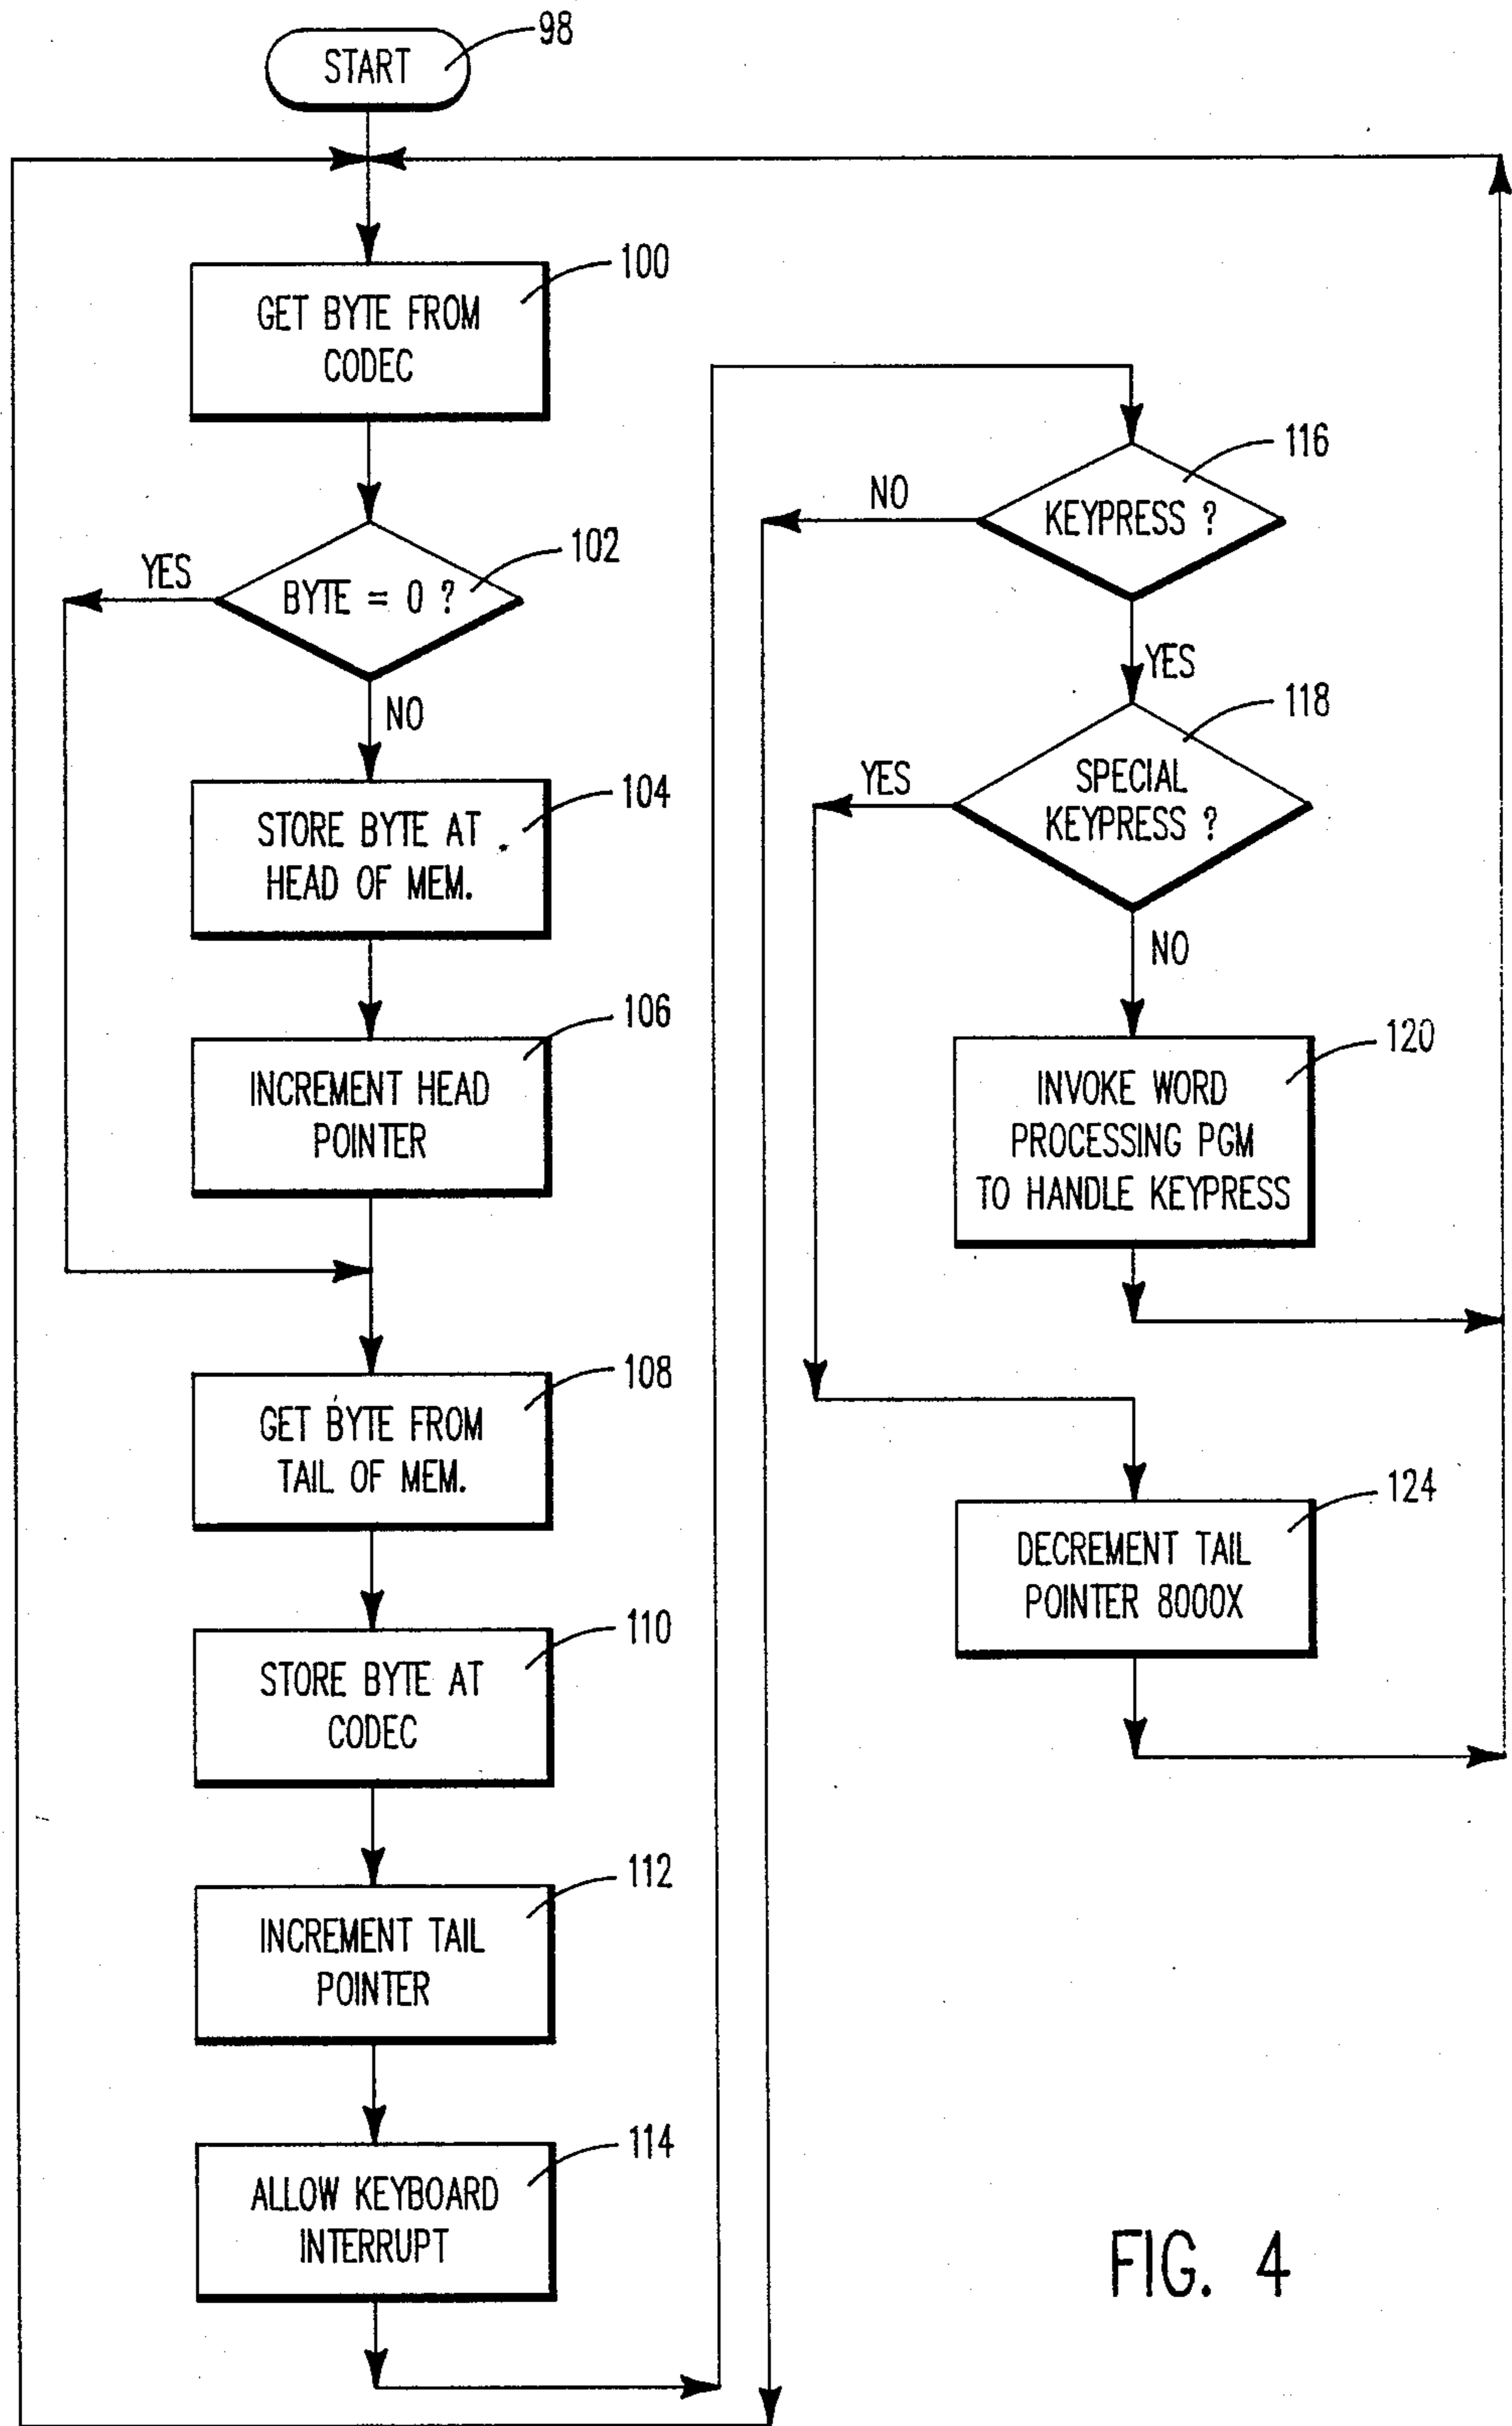 START
98
GET BYTE FROM
CODEC
100
BYTE = 0 ?
102
YES
NO
STORE BYTE AT
HEAD OF MEM.
104
INCREMENT HEAD
POINTER
106
GET BYTE FROM
TAIL OF MEM.
108
STORE BYTE AT
CODEC
110
INCREMENT TAIL
POINTER
112
ALLOW KEYBOARD
INTERRUPT
114
KEYPRESS ?
116
NO
YES
SPECIAL
KEYPRESS ?
118
YES
NO
INVOKE WORD
PROCESSING PGM
TO HANDLE KEYPRESS
120
DECREMENT TAIL
POINTER 8000X
124
FIG. 4